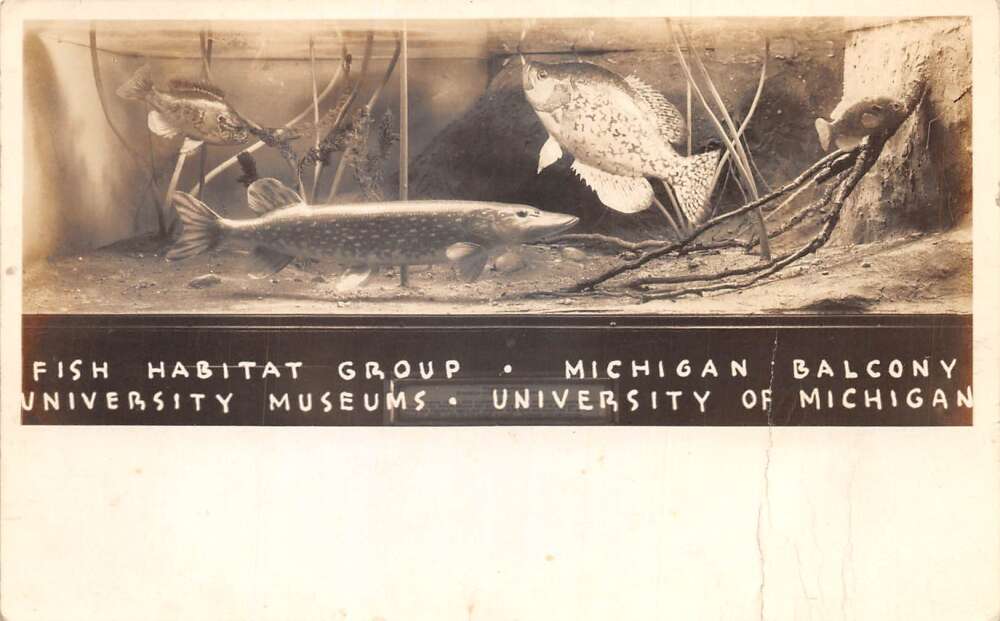 FISH HABITAT GROUP • MICHIGAN BALCONY
UNIVERSITY MUSEUMS • UNIVERSITY OF MICHIGAN